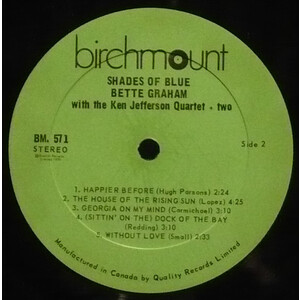 birchmount
SHADES OF BLUE
BETTE GRAHAM
with the Ken Jefferson Quartet - two
BM. 571
STEREO
Side 2
1. HAPPIER BEFORE (Hugh Parsons) 2:24
2. THE HOUSE OF THE RISING SUN (Lopez) 4:25
3. GEORGIA ON MY MIND (Carmichael) 3:10
4. (SITTIN' ON THE) DOCK OF THE BAY
(Redding) 3:10
5. WITHOUT LOVE (Small) 2:33
Manufactured in Canada by Quality Records Limited